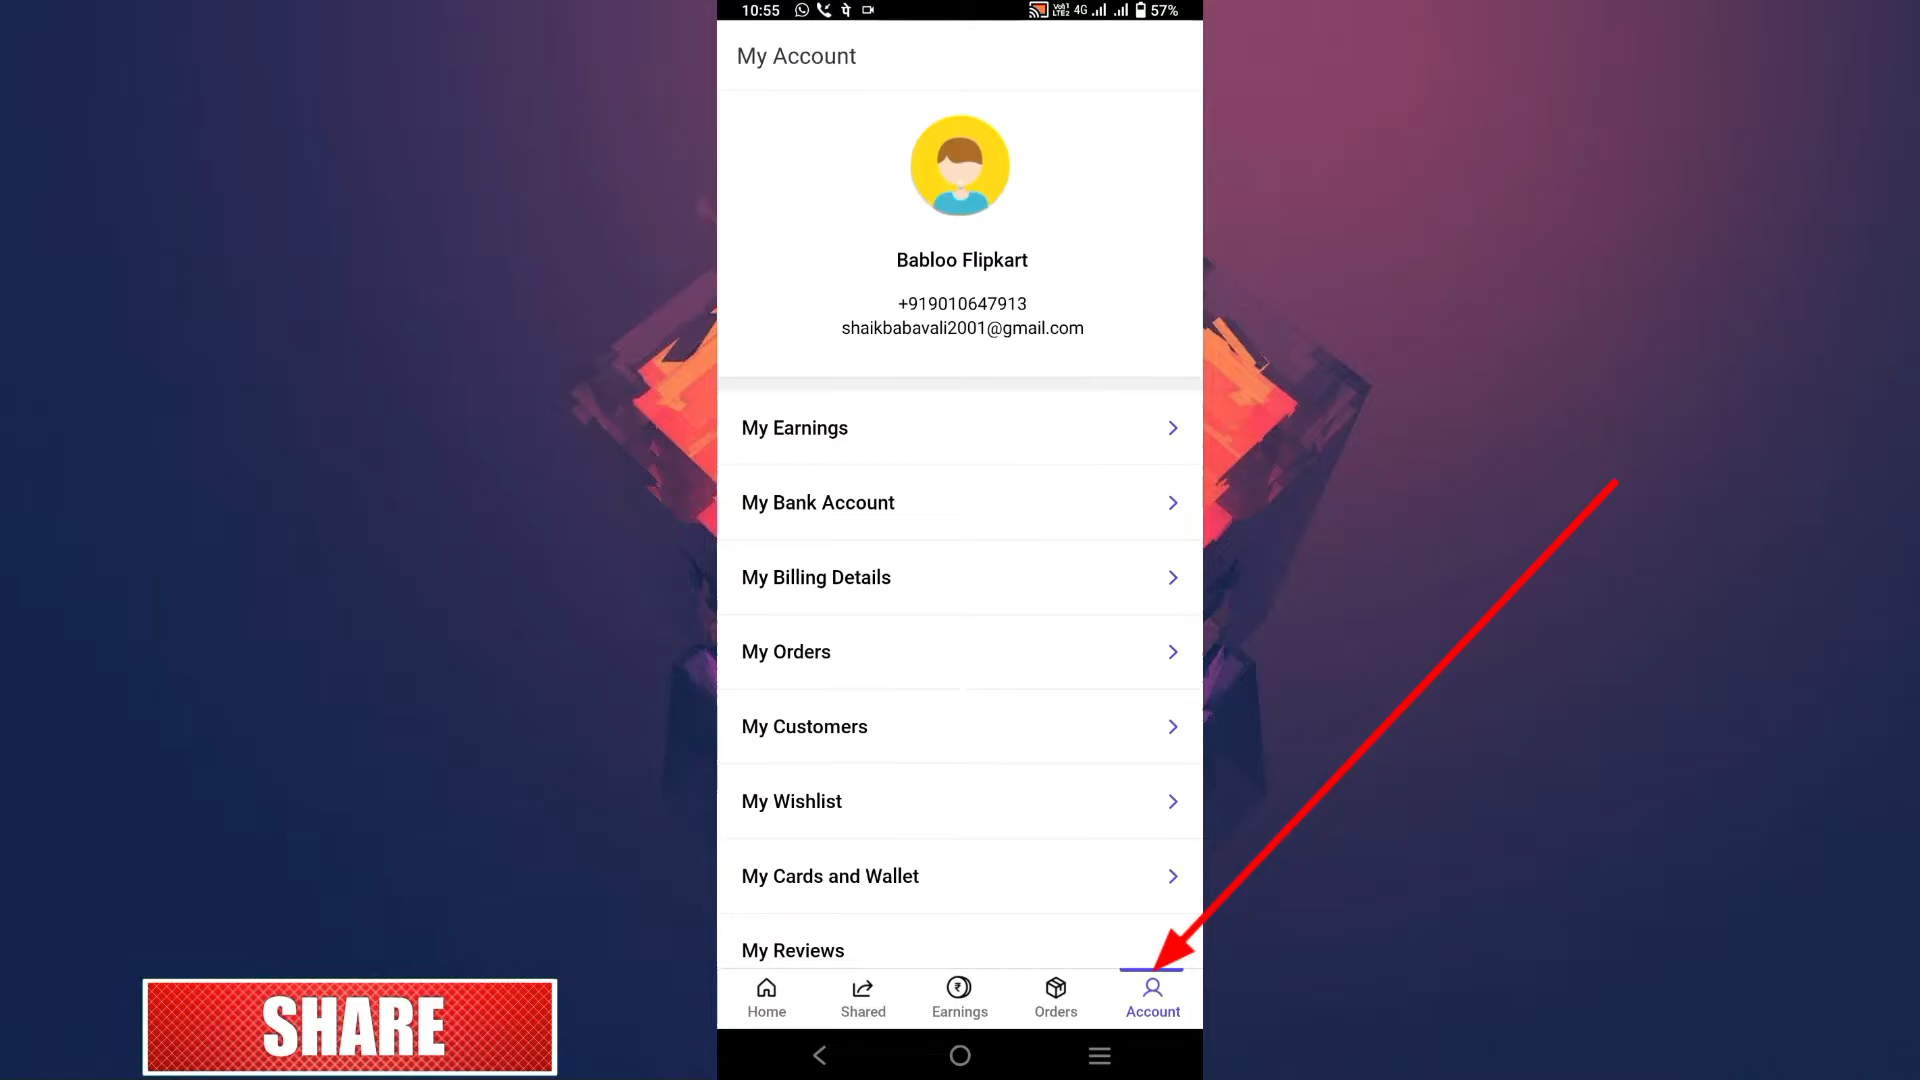 10:55
पे
Vo)) LTE2
4G
57%
My Account
Babloo Flipkart
+919010647913
shaikbabavali2001@gmail.com
My Earnings
My Bank Account
My Billing Details
My Orders
My Customers
My Wishlist
My Cards and Wallet
My Reviews
Home
Shared
₹
Earnings
Orders
Account
SHARE